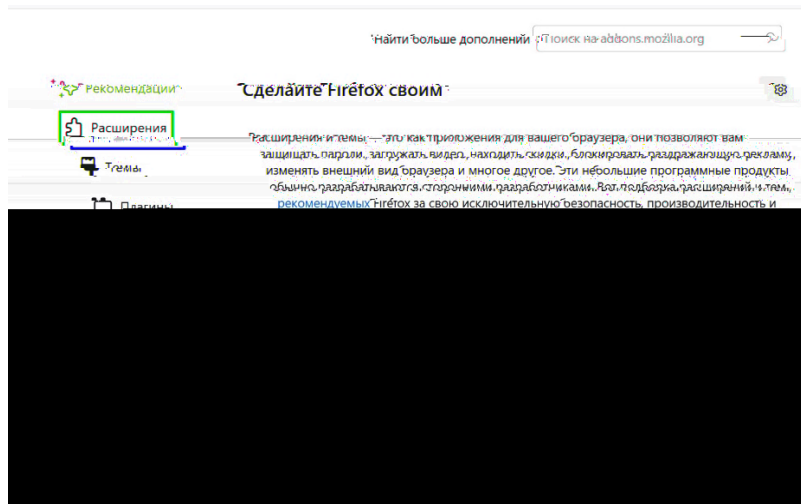 Найти больше дополнений
Поиск на addons.mozilla.org
Рекомендации
Сделайте Firefox своим
Расширения
Расширения и темы — это как приложения для вашего браузера, они позволяют вам
защищать пароли, загружать видео, находить скидки, блокировать раздражающую рекламу,
Темы
изменять внешний вид браузера и многое другое. Эти небольшие программные продукты
обычно разрабатываются сторонними разработчиками. Вот подборка расширений и тем,
Плагины
рекомендуемых Firefox за свою исключительную безопасность, производительность и